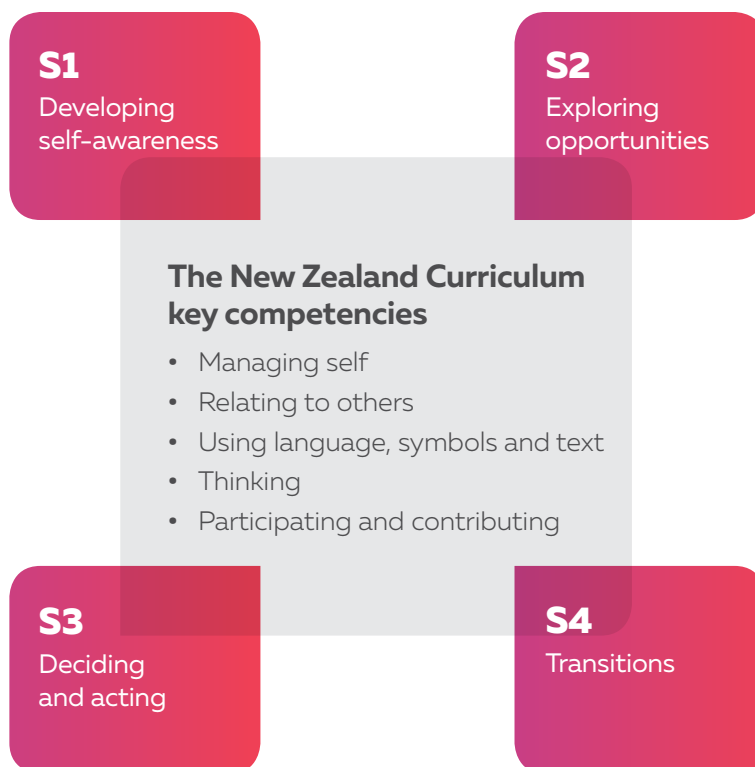 S1
Developing
self-awareness
S2
Exploring
opportunities
The New Zealand Curriculum
key competencies
• Managing self
• Relating to others
• Using language, symbols and text
• Thinking
• Participating and contributing
S3
Deciding
and acting
S4
Transitions